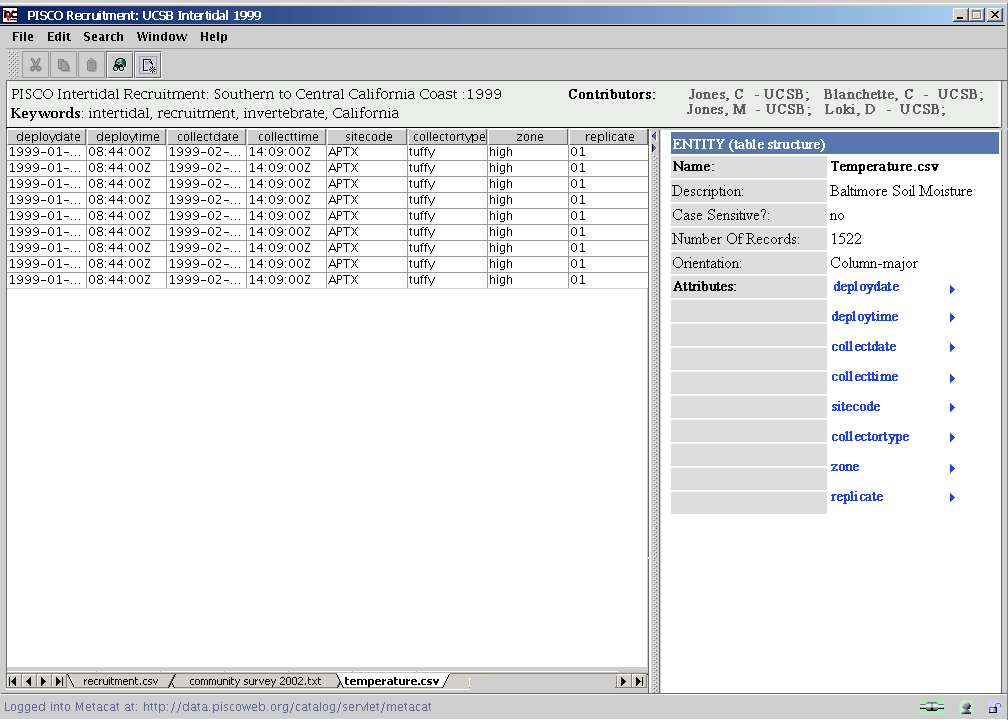 PISCO Recruitment: UCSB Intertidal 1999
File Edit Search Window Help
PISCO Intertidal Recruitment: Southern to Central California Coast :1999
Keywords: intertidal, recruitment, invertebrate, California
Contributors: Jones, C - UCSB; Blanchette, C - UCSB;
Jones, M - UCSB; Loki, D - UCSB;
deploydate deploytime collectdate collecttime sitecode collectortype zone replicate
1999-01-... 08:44:00Z 1999-02-... 14:09:00Z APTX tuffy high 01
1999-01-... 08:44:00Z 1999-02-... 14:09:00Z APTX tuffy high 01
1999-01-... 08:44:00Z 1999-02-... 14:09:00Z APTX tuffy high 01
1999-01-... 08:44:00Z 1999-02-... 14:09:00Z APTX tuffy high 01
1999-01-... 08:44:00Z 1999-02-... 14:09:00Z APTX tuffy high 01
1999-01-... 08:44:00Z 1999-02-... 14:09:00Z APTX tuffy high 01
1999-01-... 08:44:00Z 1999-02-... 14:09:00Z APTX tuffy high 01
1999-01-... 08:44:00Z 1999-02-... 14:09:00Z APTX tuffy high 01
1999-01-... 08:44:00Z 1999-02-... 14:09:00Z APTX tuffy high 01
ENTITY (table structure)
Name: Temperature.csv
Description: Baltimore Soil Moisture
Case Sensitive?: no
Number Of Records: 1522
Orientation: Column-major
Attributes: deploydate
deploytime
collectdate
collecttime
sitecode
collectortype
zone
replicate
recruitment.csv community survey 2002.txt temperature.csv
Logged into Metacat at: http://data.piscoweb.org/catalog/servlet/metacat